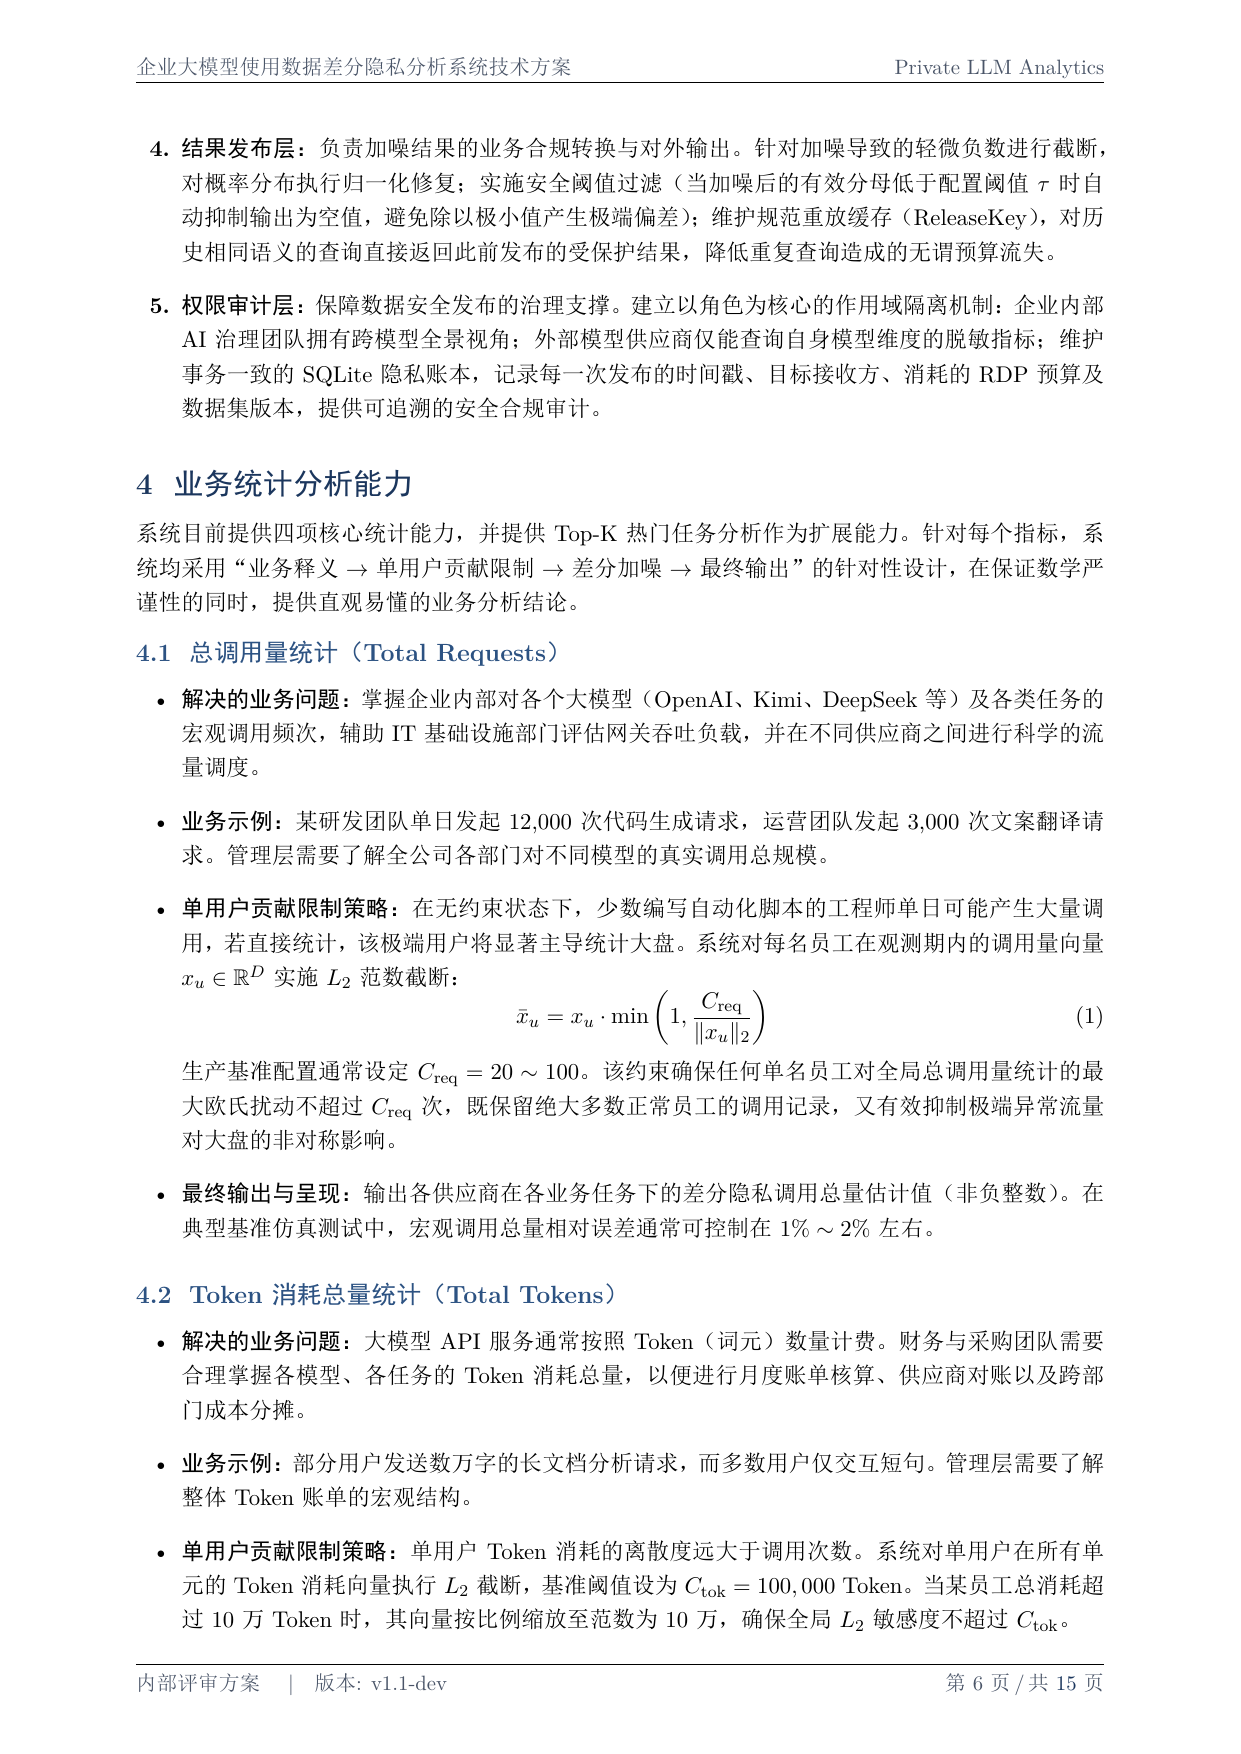 企业大模型使用数据差分隐私分析系统技术方案 Private LLM Analytics
4. 结果发布层：负责加噪结果的业务合规转换与对外输出。针对加噪导致的轻微负数进行截断，
对概率分布执行归一化修复；实施安全阈值过滤（当加噪后的有效分母低于配置阈值 τ 时自
动抑制输出为空值，避免除以极小值产生极端偏差）；维护规范重放缓存（ReleaseKey），对历
史相同语义的查询直接返回此前发布的受保护结果，降低重复查询造成的无谓预算流失。
5. 权限审计层：保障数据安全发布的治理支撑。建立以角色为核心的作用域隔离机制：企业内部
AI 治理团队拥有跨模型全景视角；外部模型供应商仅能查询自身模型维度的脱敏指标；维护
事务一致的 SQLite 隐私账本，记录每一次发布的时间戳、目标接收方、消耗的 RDP 预算及
数据集版本，提供可追溯的安全合规审计。
4 业务统计分析能力
系统目前提供四项核心统计能力，并提供 Top-K 热门任务分析作为扩展能力。针对每个指标，系
统均采用“业务释义 → 单用户贡献限制 → 差分加噪 → 最终输出”的针对性设计，在保证数学严
谨性的同时，提供直观易懂的业务分析结论。
4.1 总调用量统计（Total Requests）
• 解决的业务问题：掌握企业内部对各个大模型（OpenAI、Kimi、DeepSeek 等）及各类任务的
宏观调用频次，辅助 IT 基础设施部门评估网关吞吐负载，并在不同供应商之间进行科学的流
量调度。
• 业务示例：某研发团队单日发起 12,000 次代码生成请求，运营团队发起 3,000 次文案翻译请
求。管理层需要了解全公司各部门对不同模型的真实调用总规模。
• 单用户贡献限制策略：在无约束状态下，少数编写自动化脚本的工程师单日可能产生大量调
用，若直接统计，该极端用户将显著主导统计大盘。系统对每名员工在观测期内的调用量向量
x_u ∈ ℝ^D 实施 L_2 范数截断：
x̄_u = x_u · min (1, C_req / ‖x_u‖_2) (1)
生产基准配置通常设定 C_req = 20 ∼ 100。该约束确保任何单名员工对全局总调用量统计的最
大欧氏扰动不超过 C_req 次，既保留绝大多数正常员工的调用记录，又有效抑制极端异常流量
对大盘的非对称影响。
• 最终输出与呈现：输出各供应商在各业务任务下的差分隐私调用总量估计值（非负整数）。在
典型基准仿真测试中，宏观调用总量相对误差通常可控制在 1% ∼ 2% 左右。
4.2 Token 消耗总量统计（Total Tokens）
• 解决的业务问题：大模型 API 服务通常按照 Token（词元）数量计费。财务与采购团队需要
合理掌握各模型、各任务的 Token 消耗总量，以便进行月度账单核算、供应商对账以及跨部
门成本分摊。
• 业务示例：部分用户发送数万字的长文档分析请求，而多数用户仅交互短句。管理层需要了解
整体 Token 账单的宏观结构。
• 单用户贡献限制策略：单用户 Token 消耗的离散度远大于调用次数。系统对单用户在所有单
元的 Token 消耗向量执行 L_2 截断，基准阈值设为 C_tok = 100,000 Token。当某员工总消耗超
过 10 万 Token 时，其向量按比例缩放至范数为 10 万，确保全局 L_2 敏感度不超过 C_tok。
内部评审方案 | 版本: v1.1-dev 第 6 页 / 共 15 页